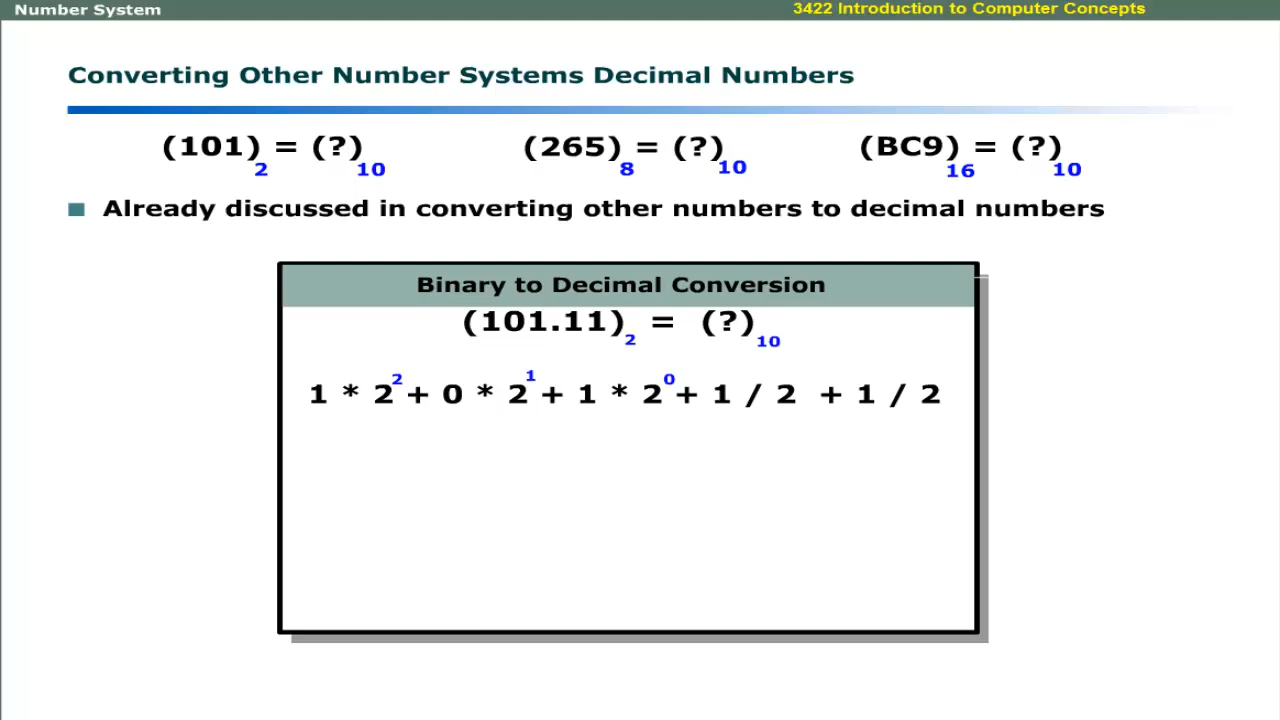 Number System
3422 Introduction to Computer Concepts
Converting Other Number Systems Decimal Numbers
(101)₂ = (?)₁₀ (265)₈ = (?)₁₀ (BC9)₁₆ = (?)₁₀
Already discussed in converting other numbers to decimal numbers
Binary to Decimal Conversion
(101.11)₂ = (?)₁₀
1 * 2² + 0 * 2¹ + 1 * 2⁰ + 1 / 2 + 1 / 2